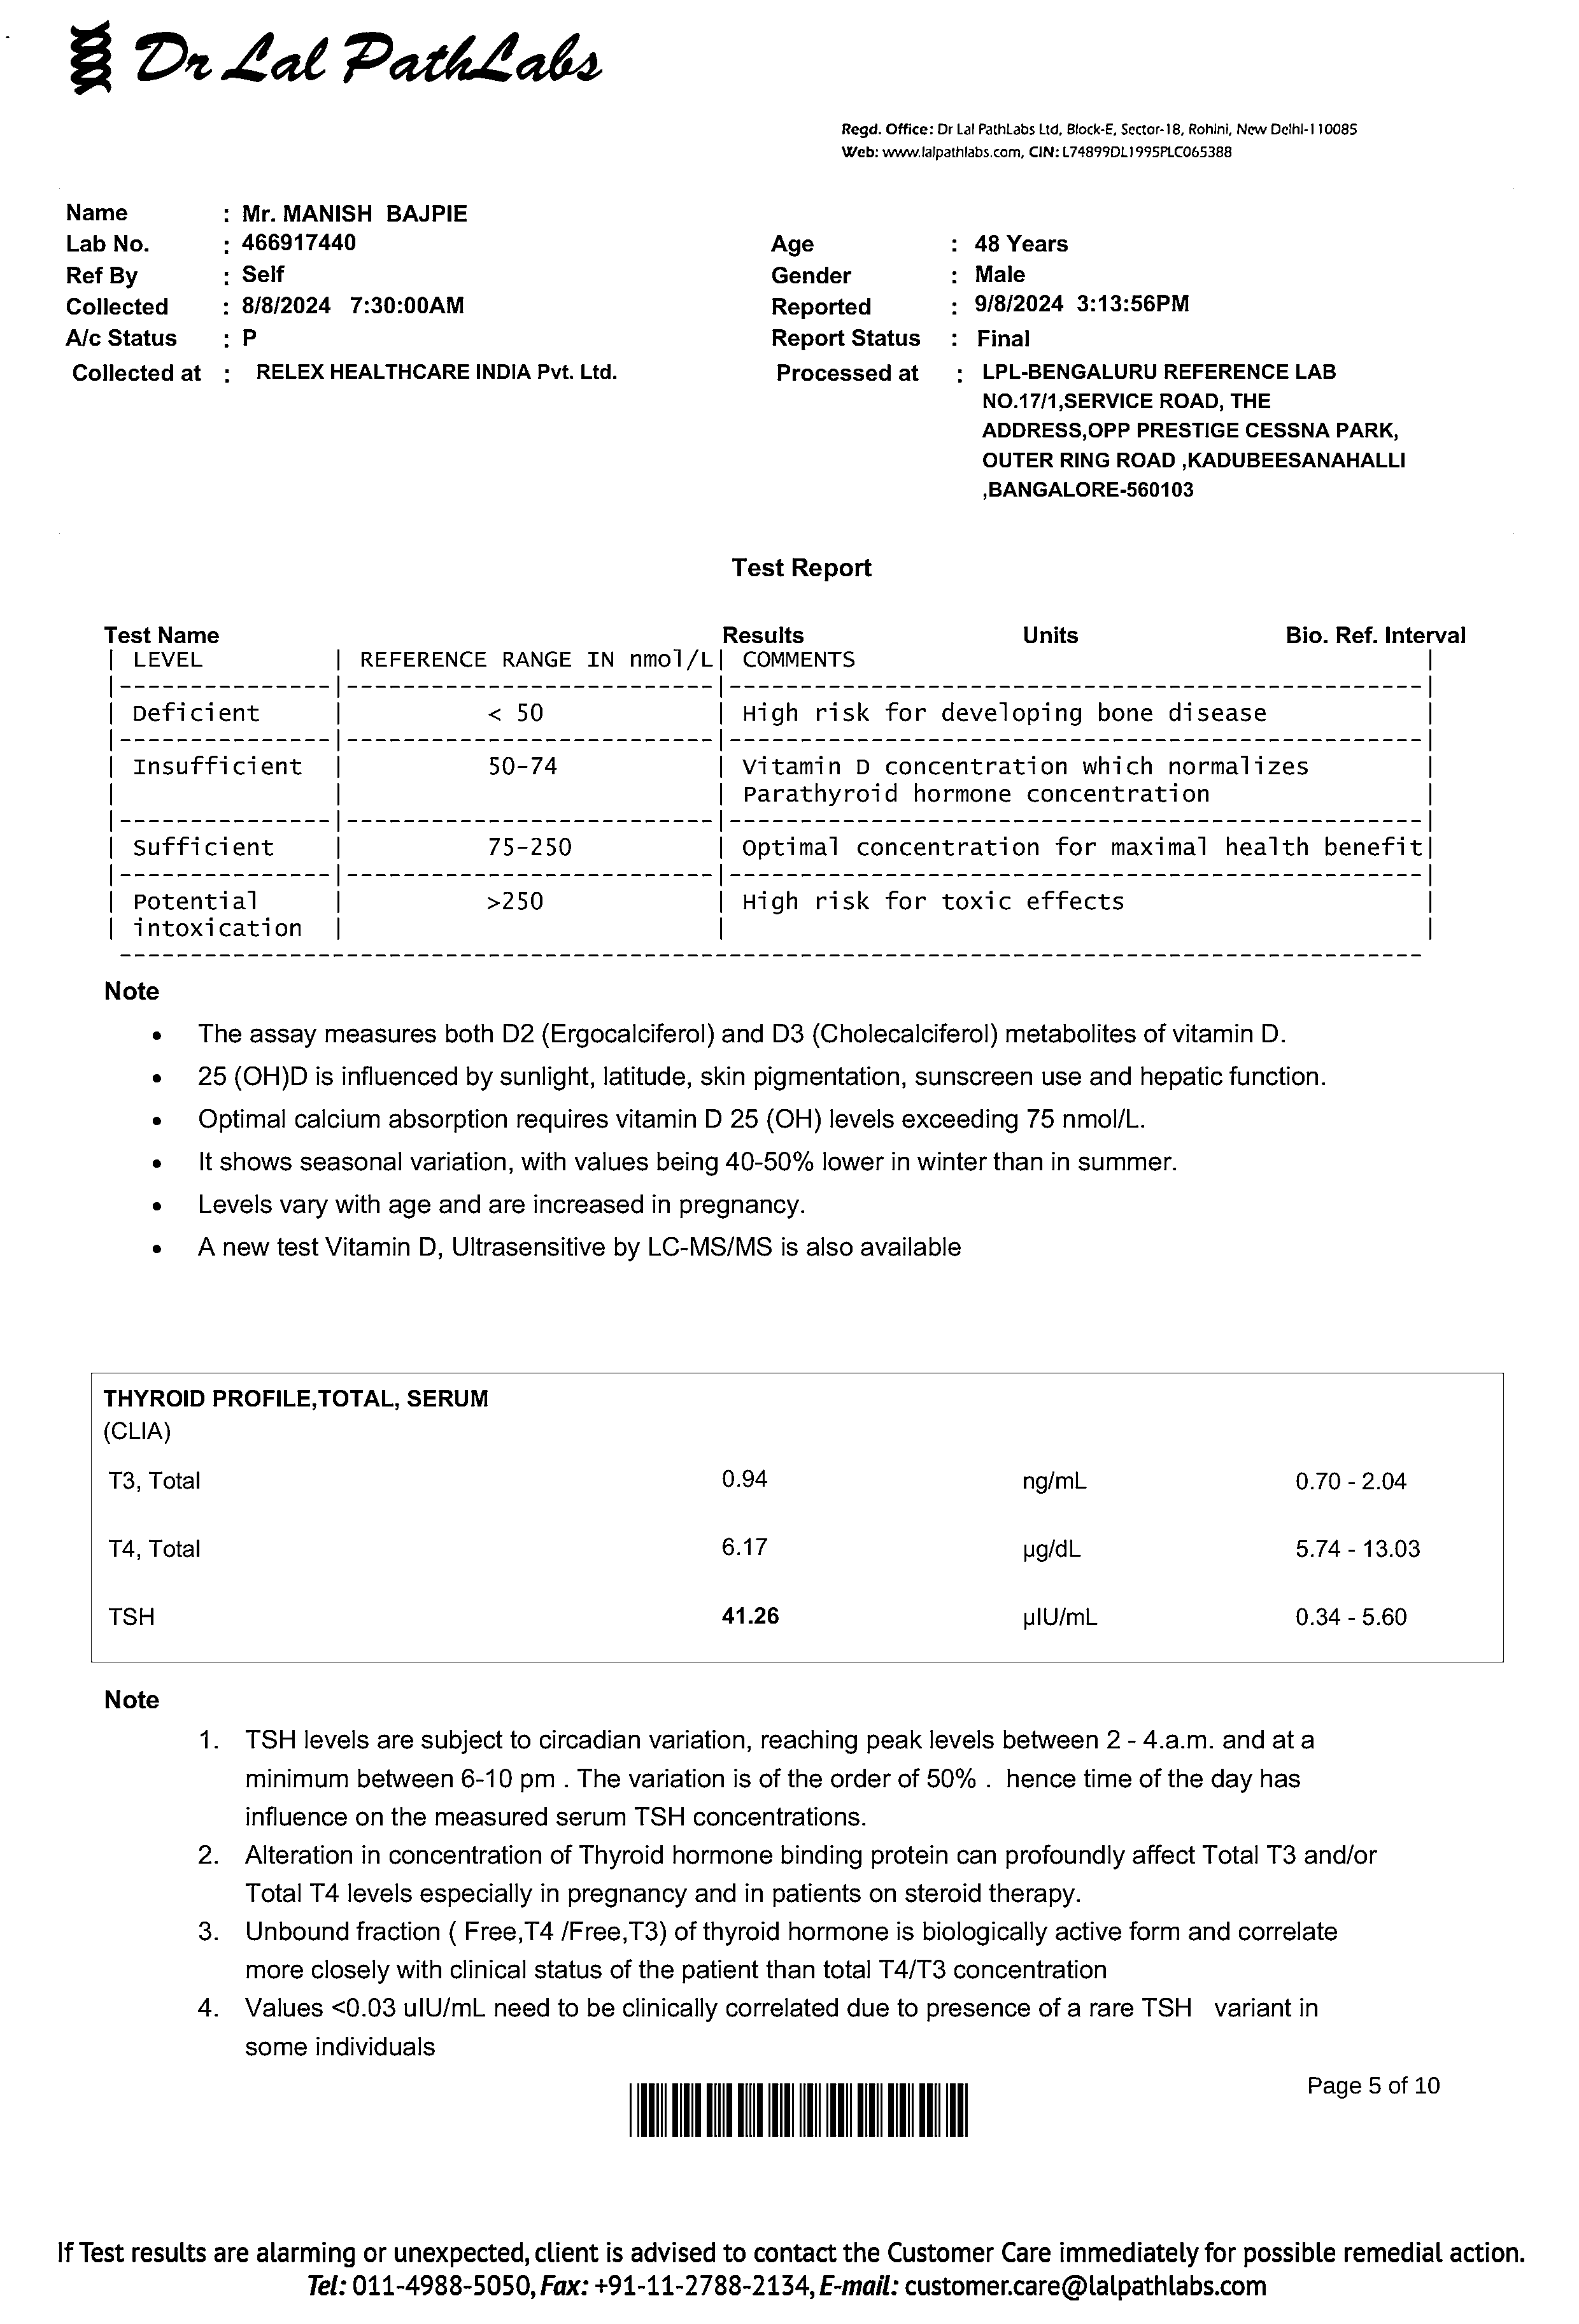 Dr Lal PathLabs
Regd. Office: Dr Lal PathLabs Ltd, Block-E, Sector-18, Rohini, New Delhi-110085
Web: www.lalpathlabs.com, CIN: L74899DL1995PLC065388
Name : Mr. MANISH BAJPIE
Lab No. : 466917440 Age : 48 Years
Ref By : Self Gender : Male
Collected : 8/8/2024 7:30:00AM Reported : 9/8/2024 3:13:56PM
A/c Status : P Report Status : Final
Collected at : RELEX HEALTHCARE INDIA Pvt. Ltd. Processed at : LPL-BENGALURU REFERENCE LAB
NO.17/1,SERVICE ROAD, THE
ADDRESS,OPP PRESTIGE CESSNA PARK,
OUTER RING ROAD ,KADUBEESANAHALLI
,BANGALORE-560103
Test Report
Test Name Results Units Bio. Ref. Interval
| LEVEL | REFERENCE RANGE IN nmol/L| COMMENTS |
| Deficient | < 50 | High risk for developing bone disease |
| Insufficient | 50-74 | Vitamin D concentration which normalizes |
| | | Parathyroid hormone concentration |
| Sufficient | 75-250 | Optimal concentration for maximal health benefit|
| Potential | >250 | High risk for toxic effects |
| intoxication | | |
Note
• The assay measures both D2 (Ergocalciferol) and D3 (Cholecalciferol) metabolites of vitamin D.
• 25 (OH)D is influenced by sunlight, latitude, skin pigmentation, sunscreen use and hepatic function.
• Optimal calcium absorption requires vitamin D 25 (OH) levels exceeding 75 nmol/L.
• It shows seasonal variation, with values being 40-50% lower in winter than in summer.
• Levels vary with age and are increased in pregnancy.
• A new test Vitamin D, Ultrasensitive by LC-MS/MS is also available
THYROID PROFILE,TOTAL, SERUM
(CLIA)
T3, Total 0.94 ng/mL 0.70 - 2.04
T4, Total 6.17 µg/dL 5.74 - 13.03
TSH 41.26 µIU/mL 0.34 - 5.60
Note
1. TSH levels are subject to circadian variation, reaching peak levels between 2 - 4.a.m. and at a
minimum between 6-10 pm . The variation is of the order of 50% . hence time of the day has
influence on the measured serum TSH concentrations.
2. Alteration in concentration of Thyroid hormone binding protein can profoundly affect Total T3 and/or
Total T4 levels especially in pregnancy and in patients on steroid therapy.
3. Unbound fraction ( Free,T4 /Free,T3) of thyroid hormone is biologically active form and correlate
more closely with clinical status of the patient than total T4/T3 concentration
4. Values <0.03 uIU/mL need to be clinically correlated due to presence of a rare TSH variant in
some individuals
Page 5 of 10
If Test results are alarming or unexpected, client is advised to contact the Customer Care immediately for possible remedial action.
Tel: 011-4988-5050, Fax: +91-11-2788-2134, E-mail: customer.care@lalpathlabs.com